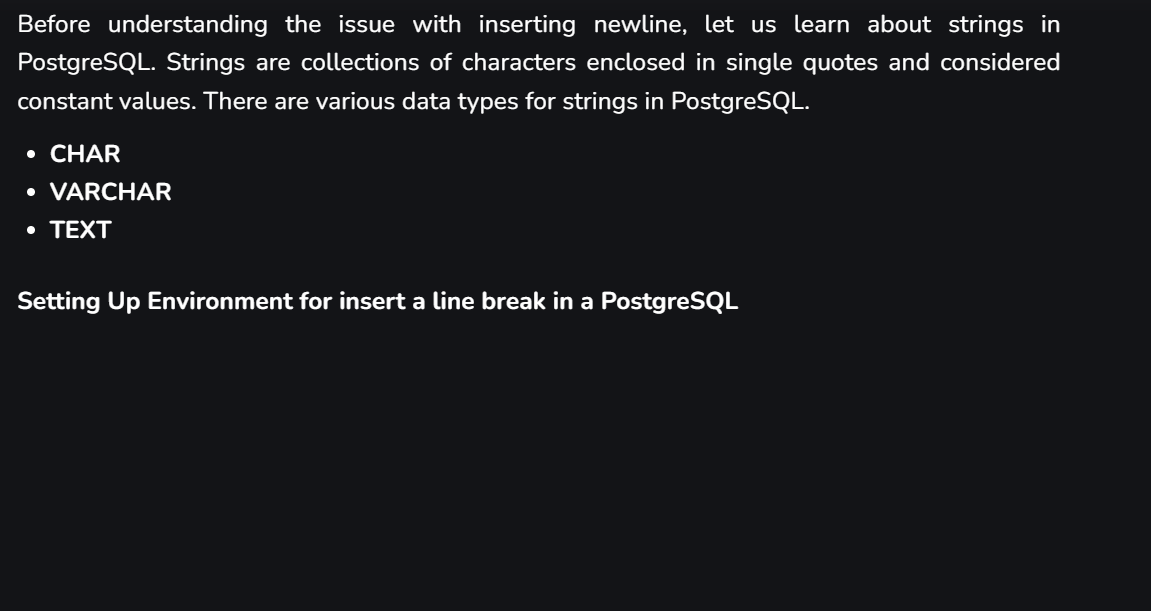 Before understanding the issue with inserting newline, let us learn about strings in
PostgreSQL. Strings are collections of characters enclosed in single quotes and considered
constant values. There are various data types for strings in PostgreSQL.
• CHAR
• VARCHAR
• TEXT
Setting Up Environment for insert a line break in a PostgreSQL